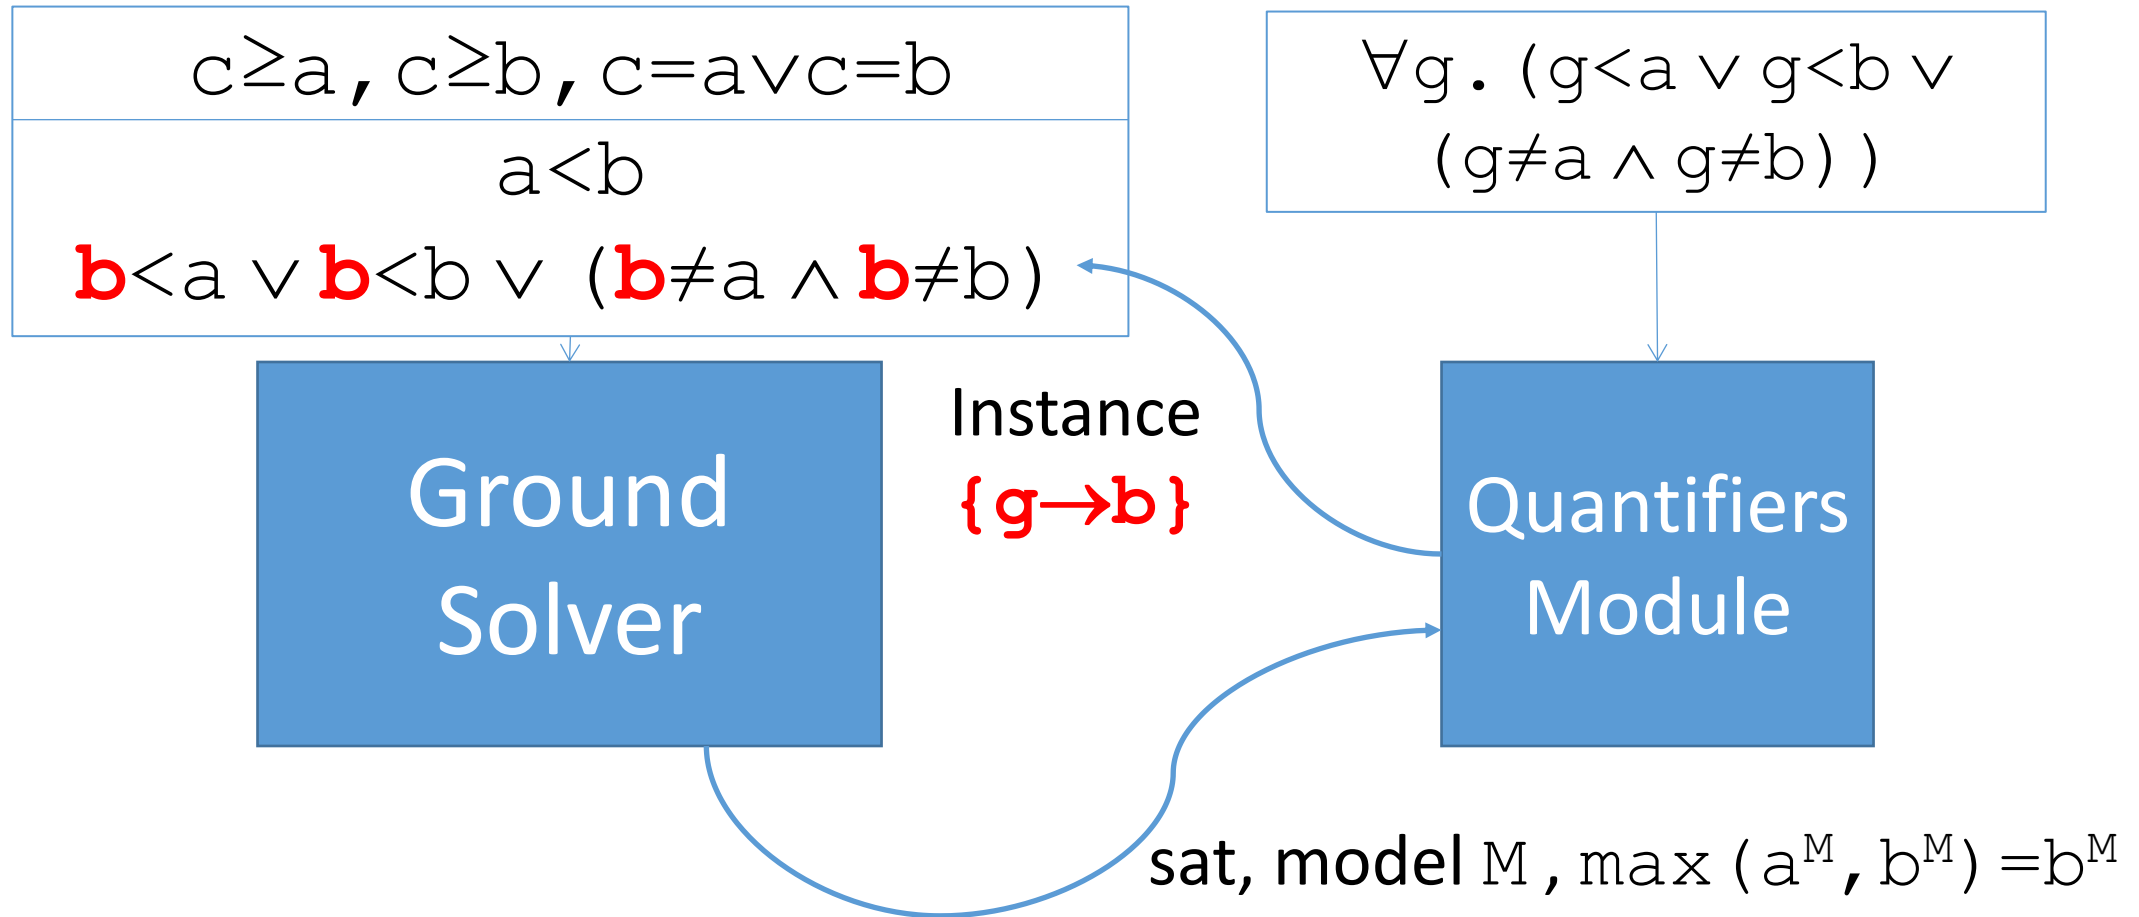 c≥a,c≥b,c=a∨c=b
a<b
b<a ∨ b<b ∨ (b≠a ∧ b≠b)
∀g.(g<a ∨ g<b ∨
(g≠a ∧ g≠b))
Ground
Solver
Instance
{g→b}
Quantifiers
Module
sat, model M,max(aᴹ,bᴹ)=bᴹ